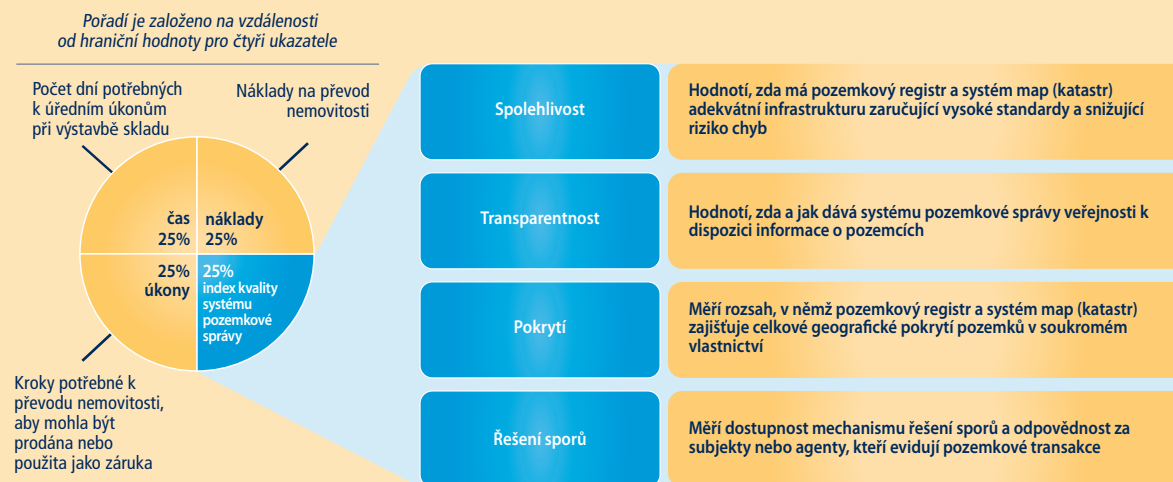 Pořadí je založeno na vzdálenosti
od hraniční hodnoty pro čtyři ukazatele
Počet dní potřebných
k úředním úkonům
při výstavbě skladu
Náklady na převod
nemovitosti
čas
25%
náklady
25%
25%
úkony
25%
index kvality
systému
pozemkové
správy
Kroky potřebné k
převodu nemovitosti,
aby mohla být
prodána nebo
použita jako záruka
Spolehlivost
Hodnotí, zda má pozemkový registr a systém map (katastr)
adekvátní infrastrukturu zaručující vysoké standardy a snižující
riziko chyb
Transparentnost
Hodnotí, zda a jak dává systému pozemkové správy veřejnosti k
dispozici informace o pozemcích
Pokrytí
Měří rozsah, v němž pozemkový registr a systém map (katastr)
zajišťuje celkové geografické pokrytí pozemků v soukromém
vlastnictví
Řešení sporů
Měří dostupnost mechanismu řešení sporů a odpovědnost za
subjekty nebo agenty, kteří evidují pozemkové transakce